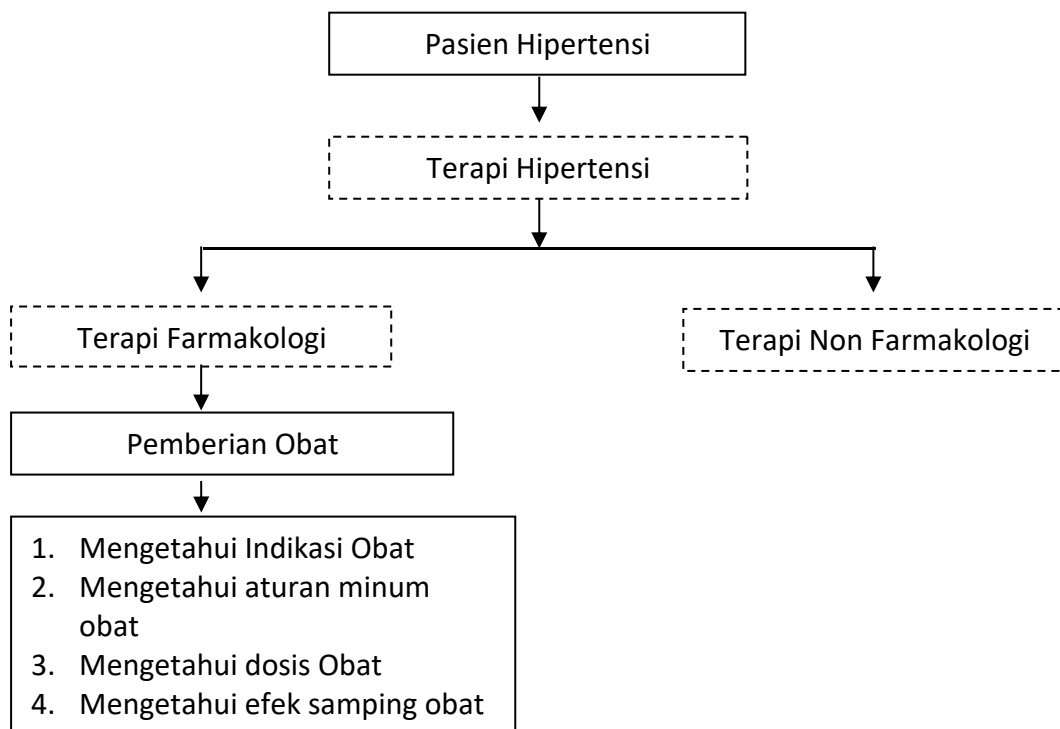 Pasien Hipertensi
Terapi Hipertensi
Terapi Farmakologi
Terapi Non Farmakologi
Pemberian Obat
1. Mengetahui Indikasi Obat
2. Mengetahui aturan minum
obat
3. Mengetahui dosis Obat
4. Mengetahui efek samping obat